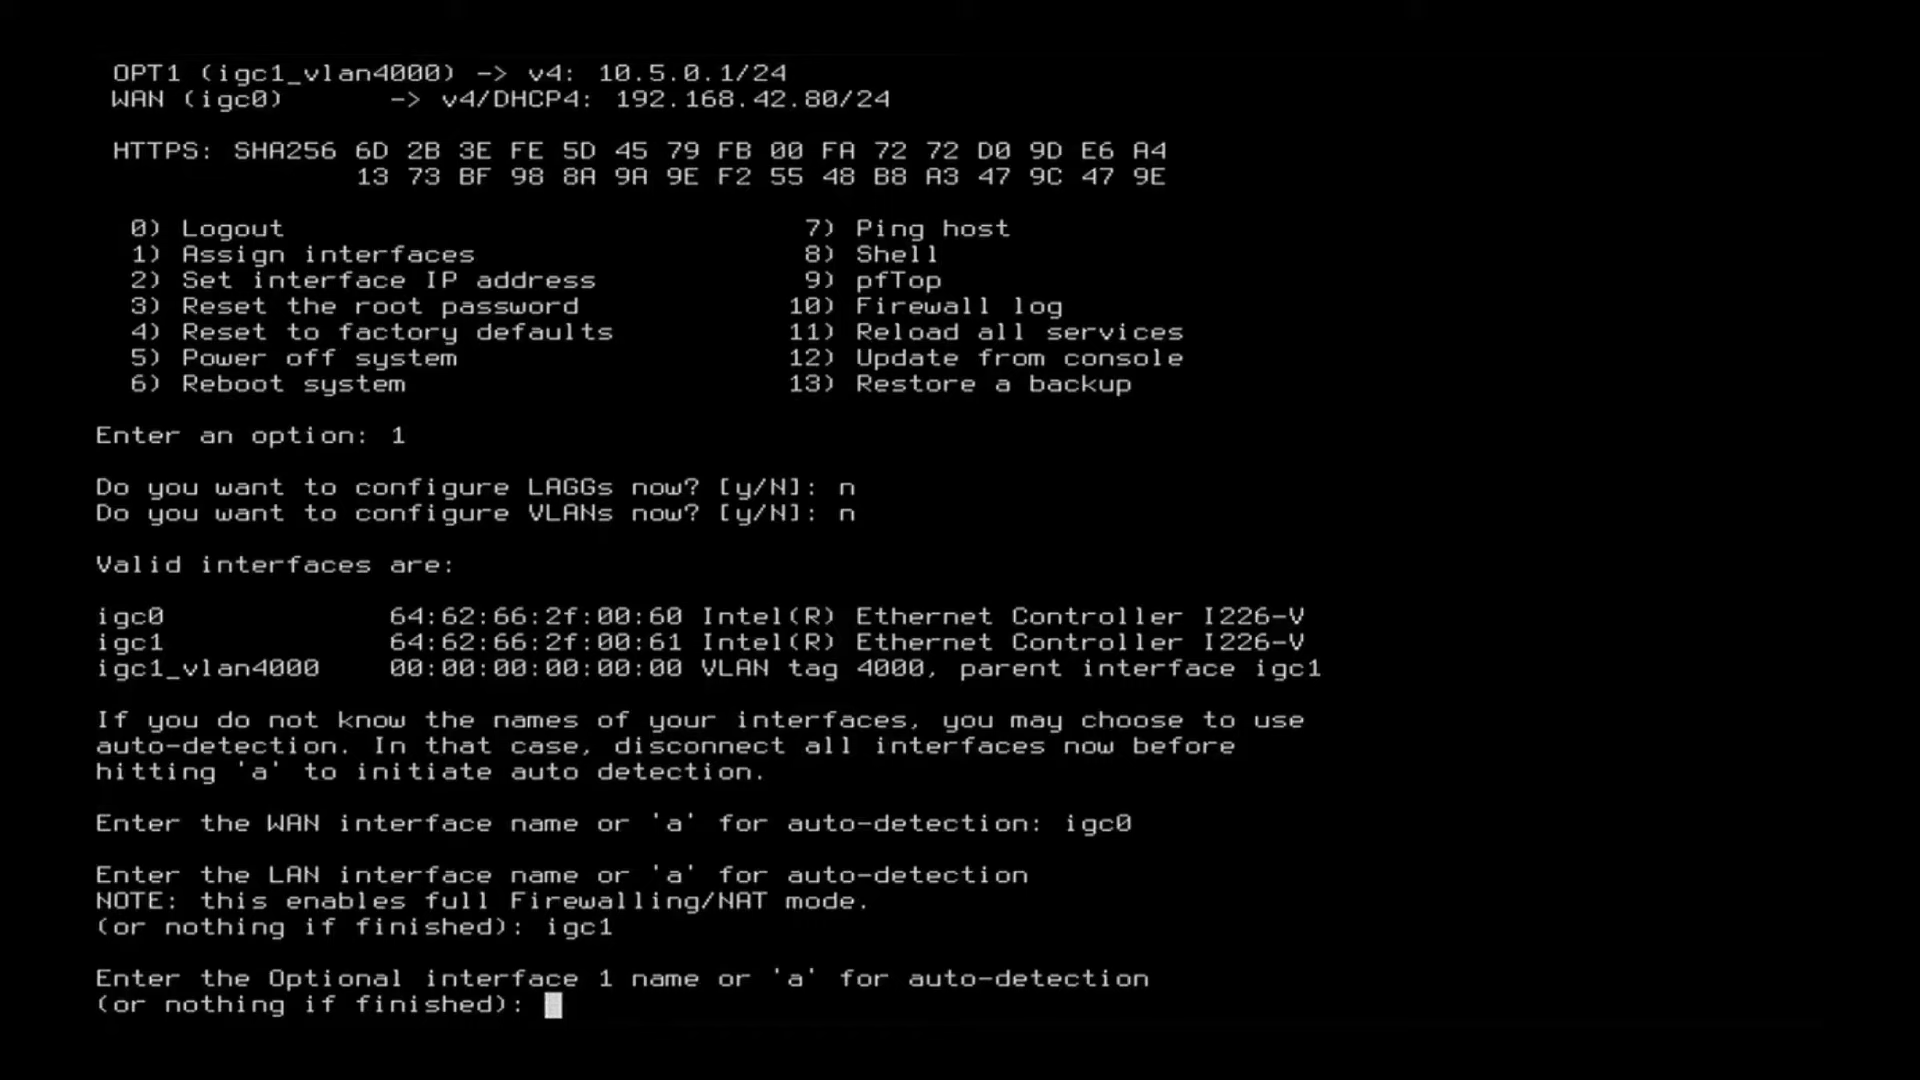 OPT1 (igc1_vlan4000) -> v4: 10.5.0.1/24
WAN (igc0)      -> v4/DHCP4: 192.168.42.80/24
HTTPS: SHA256 6D 2B 3E FE 5D 45 79 FB 00 FA 72 72 D0 9D E6 A4
13 73 BF 98 8A 9A 9E F2 55 48 B8 A3 47 9C 47 9E
0) Logout                              7) Ping host
1) Assign interfaces                   8) Shell
2) Set interface IP address            9) pfTop
3) Reset the root password            10) Firewall log
4) Reset to factory defaults          11) Reload all services
5) Power off system                   12) Update from console
6) Reboot system                      13) Restore a backup
Enter an option: 1
Do you want to configure LAGGs now? [y/N]: n
Do you want to configure VLANs now? [y/N]: n
Valid interfaces are:
igc0             64:62:66:2f:00:60 Intel(R) Ethernet Controller I226-V
igc1             64:62:66:2f:00:61 Intel(R) Ethernet Controller I226-V
igc1_vlan4000    00:00:00:00:00:00 VLAN tag 4000, parent interface igc1
If you do not know the names of your interfaces, you may choose to use
auto-detection. In that case, disconnect all interfaces now before
hitting 'a' to initiate auto detection.
Enter the WAN interface name or 'a' for auto-detection: igc0
Enter the LAN interface name or 'a' for auto-detection
NOTE: this enables full Firewalling/NAT mode.
(or nothing if finished): igc1
Enter the Optional interface 1 name or 'a' for auto-detection
(or nothing if finished):